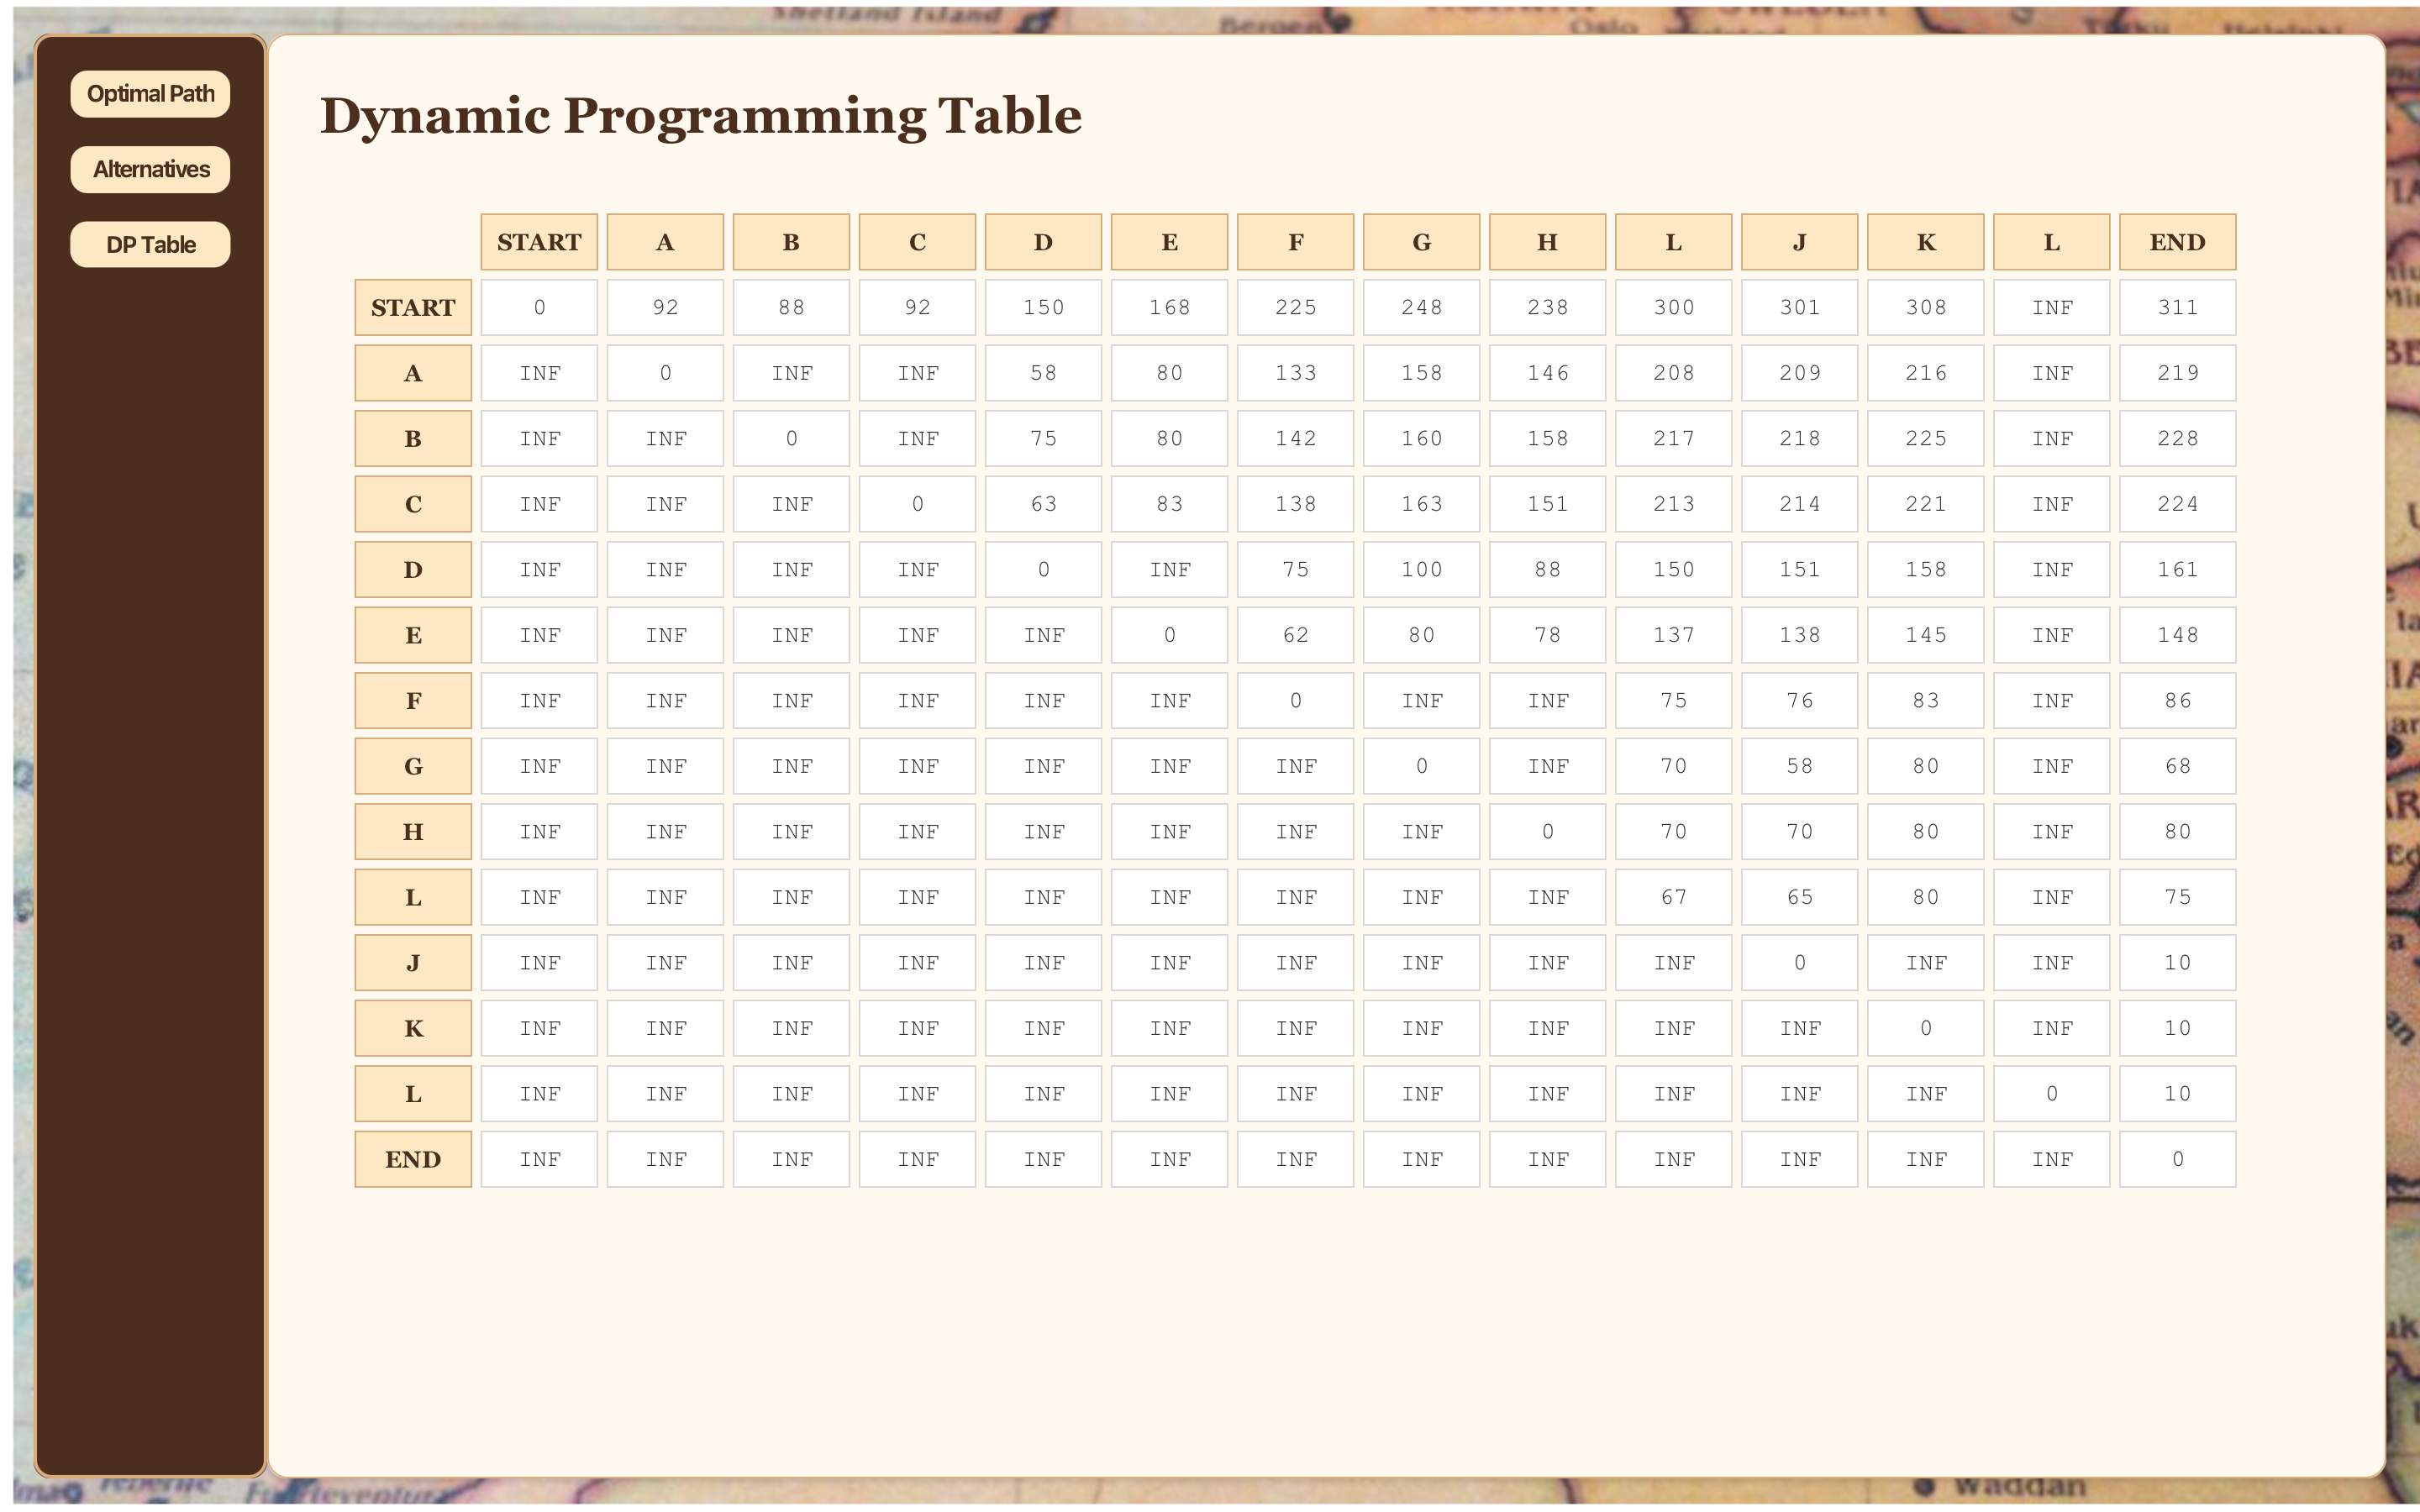 Shetland Island
Bergen
Oslo
Turku
Helsinki
Optimal Path
Alternatives
DP Table
Dynamic Programming Table
START A B C D E F G H L J K L END
START 0 92 88 92 150 168 225 248 238 300 301 308 INF 311
A INF 0 INF INF 58 80 133 158 146 208 209 216 INF 219
B INF INF 0 INF 75 80 142 160 158 217 218 225 INF 228
C INF INF INF 0 63 83 138 163 151 213 214 221 INF 224
D INF INF INF INF 0 INF 75 100 88 150 151 158 INF 161
E INF INF INF INF INF 0 62 80 78 137 138 145 INF 148
F INF INF INF INF INF INF 0 INF INF 75 76 83 INF 86
G INF INF INF INF INF INF INF 0 INF 70 58 80 INF 68
H INF INF INF INF INF INF INF INF 0 70 70 80 INF 80
L INF INF INF INF INF INF INF INF INF 67 65 80 INF 75
J INF INF INF INF INF INF INF INF INF INF 0 INF INF 10
K INF INF INF INF INF INF INF INF INF INF INF 0 INF 10
L INF INF INF INF INF INF INF INF INF INF INF INF 0 10
END INF INF INF INF INF INF INF INF INF INF INF INF INF 0
Waddan